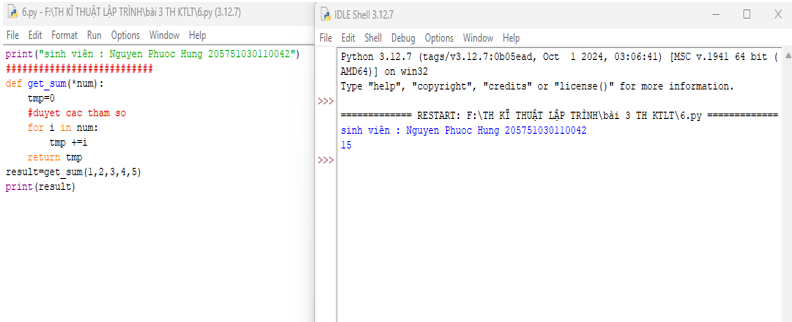 6.py - F:\TH KĨ THUẬT LẬP TRÌNH\bài 3 TH KTLT\6.py (3.12.7)
File Edit Format Run Options Window Help
print("sinh viên : Nguyen Phuoc Hung 205751030110042")
###########################
def get_sum(*num):
    tmp=0
    #duyet cac tham so
    for i in num:
        tmp +=i
    return tmp
result=get_sum(1,2,3,4,5)
print(result)
IDLE Shell 3.12.7
File Edit Shell Debug Options Window Help
Python 3.12.7 (tags/v3.12.7:0b05ead, Oct  1 2024, 03:06:41) [MSC v.1941 64 bit (
AMD64)] on win32
Type "help", "copyright", "credits" or "license()" for more information.
>>>
============= RESTART: F:\TH KĨ THUẬT LẬP TRÌNH\bài 3 TH KTLT\6.py =============
sinh viên : Nguyen Phuoc Hung 205751030110042
15
>>>